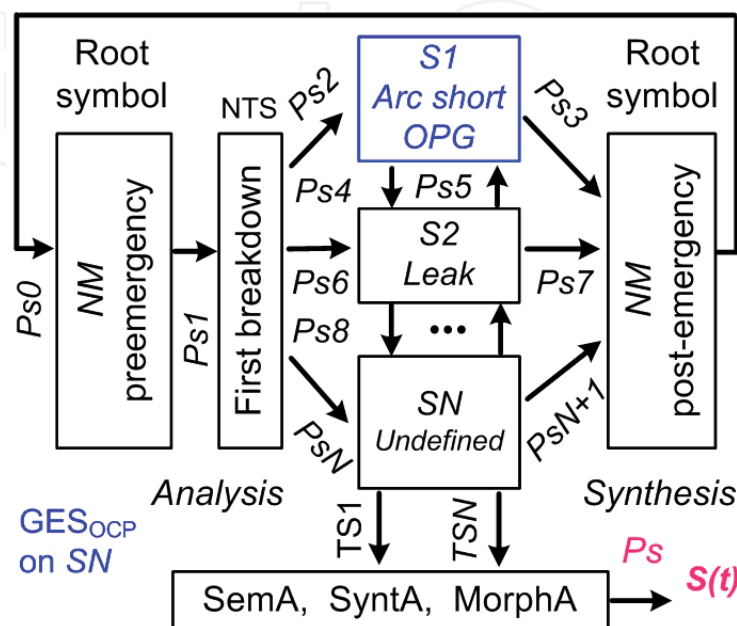 Root
symbol
NTS
Ps2
S1
Arc short
OPG
Ps3
Root
symbol
Ps0
NM
preemergency
Ps1
First breakdown
Ps4
Ps5
Ps6
S2
Leak
Ps7
Ps8
...
PsN
SN
Undefined
PsN+1
NM
post-emergency
Analysis
Synthesis
GESOCP
on SN
TS1
TSN
Ps
S(t)
SemA, SyntA, MorphA